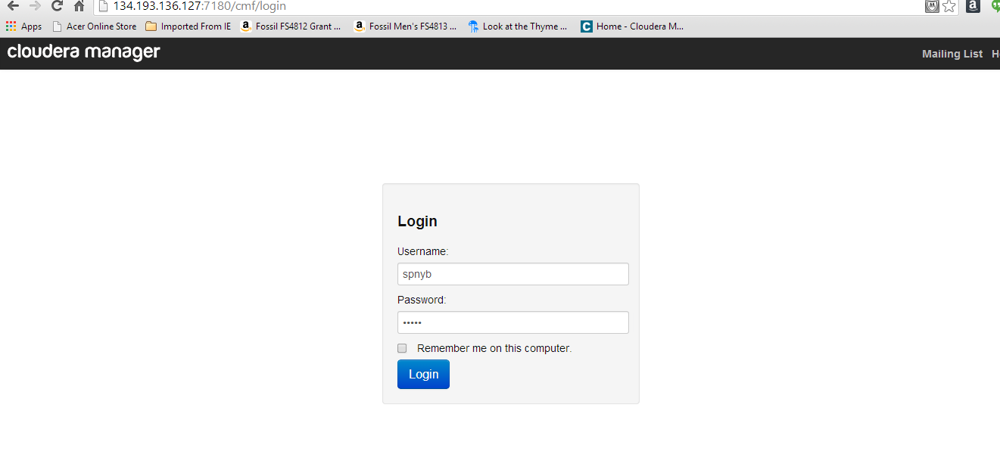 134.193.136.127:7180/cmf/login
Apps Acer Online Store Imported From IE Fossil FS4812 Grant ... Fossil Men's FS4813 ... Look at the Thyme ... Home - Cloudera M...
cloudera manager Mailing List
Login
Username:
spnyb
Password:
•••••
Remember me on this computer.
Login